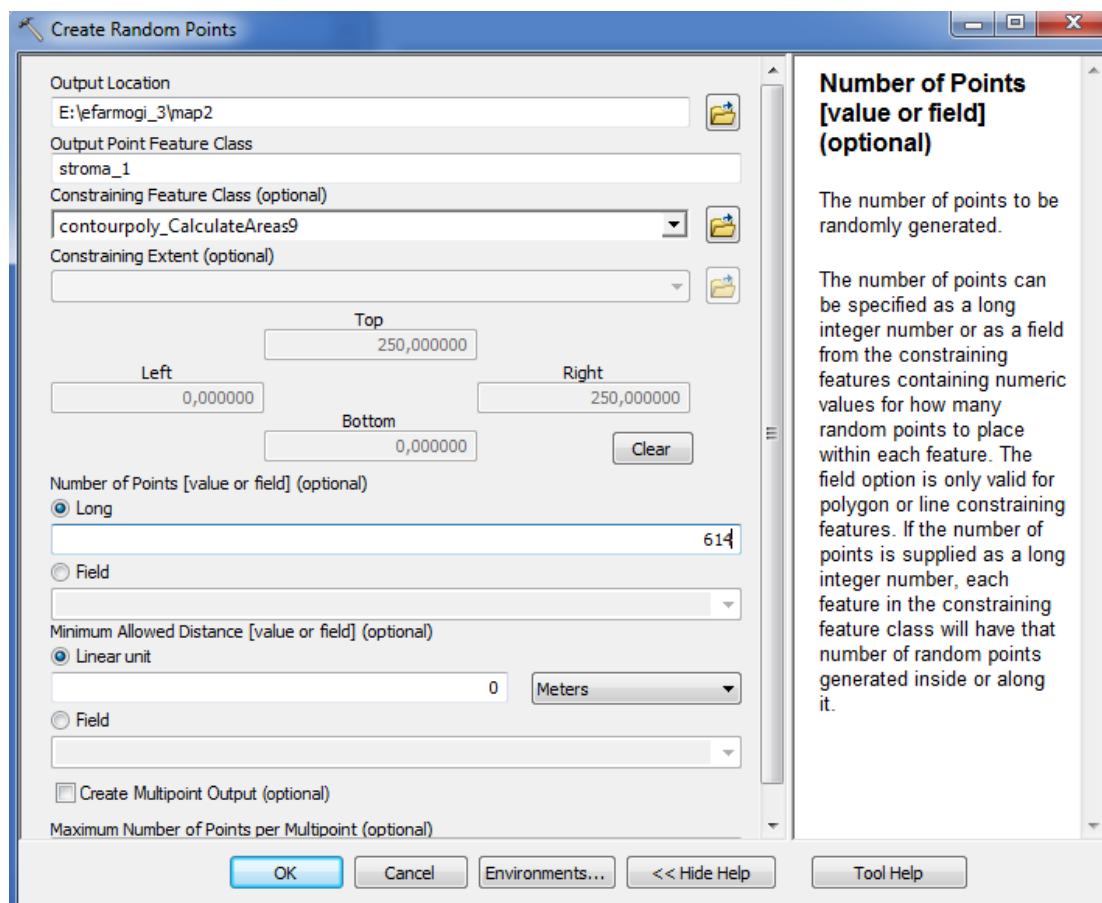 Create Random Points
Output Location
E:\efarmogi_3\map2
Output Point Feature Class
stroma_1
Constraining Feature Class (optional)
contourpoly_CalculateAreas9
Constraining Extent (optional)
Top
250,000000
Left
Right
0,000000
250,000000
Bottom
0,000000
Clear
Number of Points [value or field] (optional)
Long
614
Field
Minimum Allowed Distance [value or field] (optional)
Linear unit
0
Meters
Field
Create Multipoint Output (optional)
Maximum Number of Points per Multipoint (optional)
OK
Cancel
Environments...
<< Hide Help
Tool Help
Number of Points
[value or field]
(optional)
The number of points to be
randomly generated.
The number of points can
be specified as a long
integer number or as a field
from the constraining
features containing numeric
values for how many
random points to place
within each feature. The
field option is only valid for
polygon or line constraining
features. If the number of
points is supplied as a long
integer number, each
feature in the constraining
feature class will have that
number of random points
generated inside or along
it.